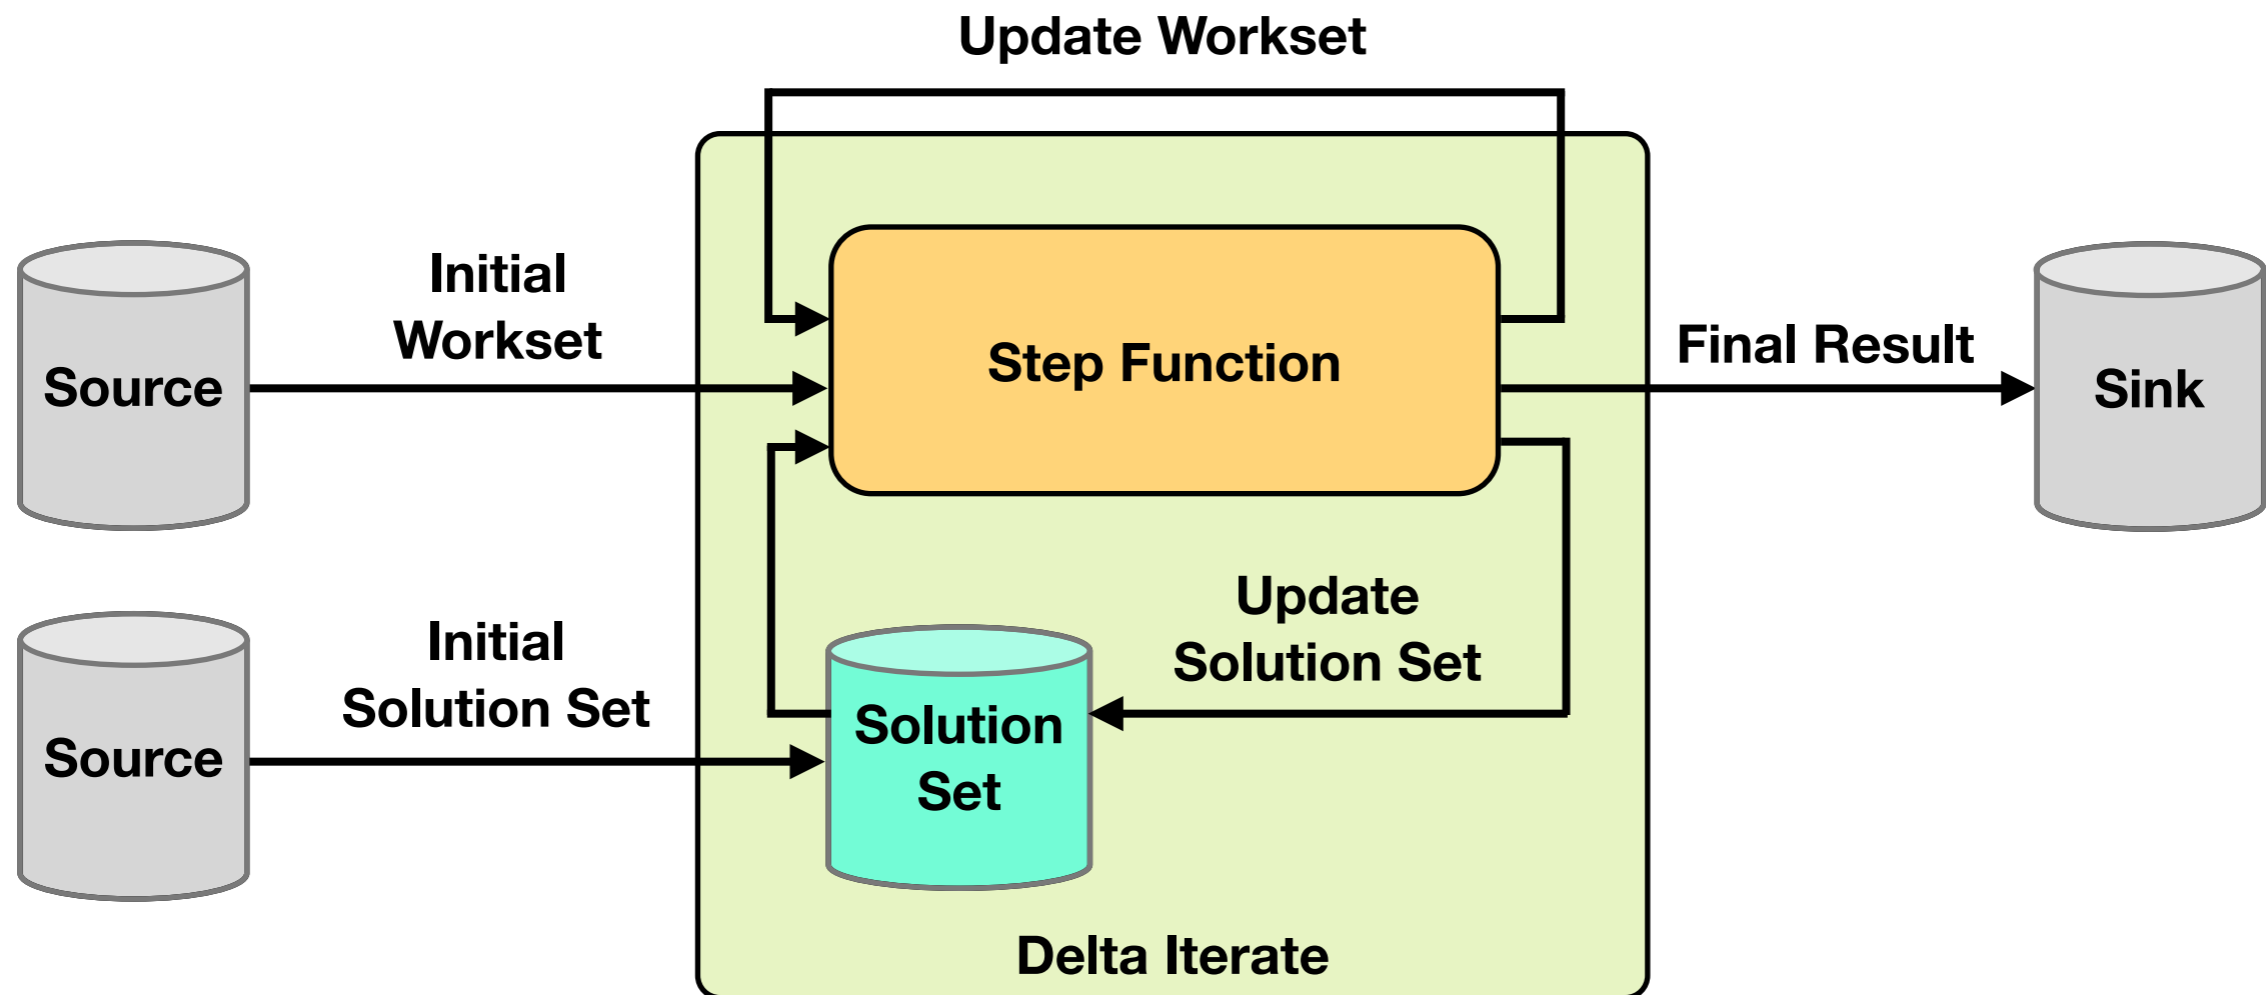 Update Workset
Initial
Workset
Source
Step Function
Final Result
Sink
Initial
Solution Set
Source
Update
Solution Set
Solution
Set
Delta Iterate